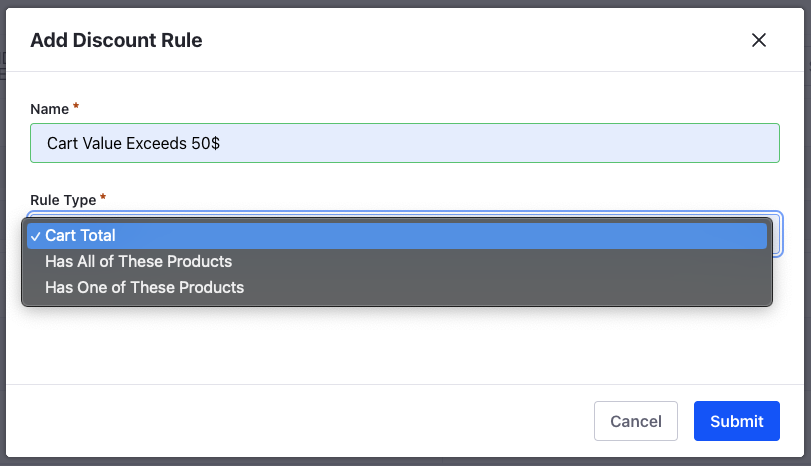 Add Discount Rule
Name *
Cart Value Exceeds 50$
Rule Type *
✓ Cart Total
Has All of These Products
Has One of These Products
Cancel
Submit